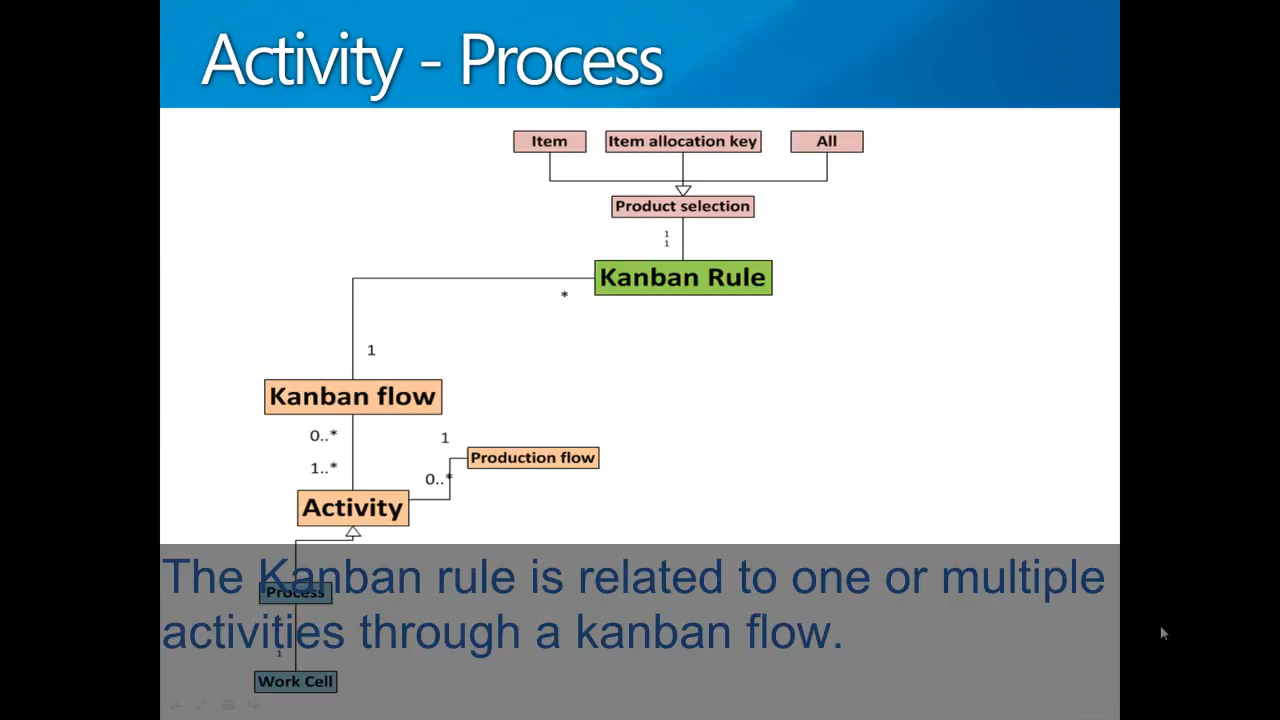 Activity - Process
Item
Item allocation key
All
Product selection
1
1
Kanban Rule
*
1
Kanban flow
0..*
1
Production flow
1..*
0..*
Activity
The Kanban rule is related to one or multiple
Process
activities through a kanban flow.
1
Work Cell